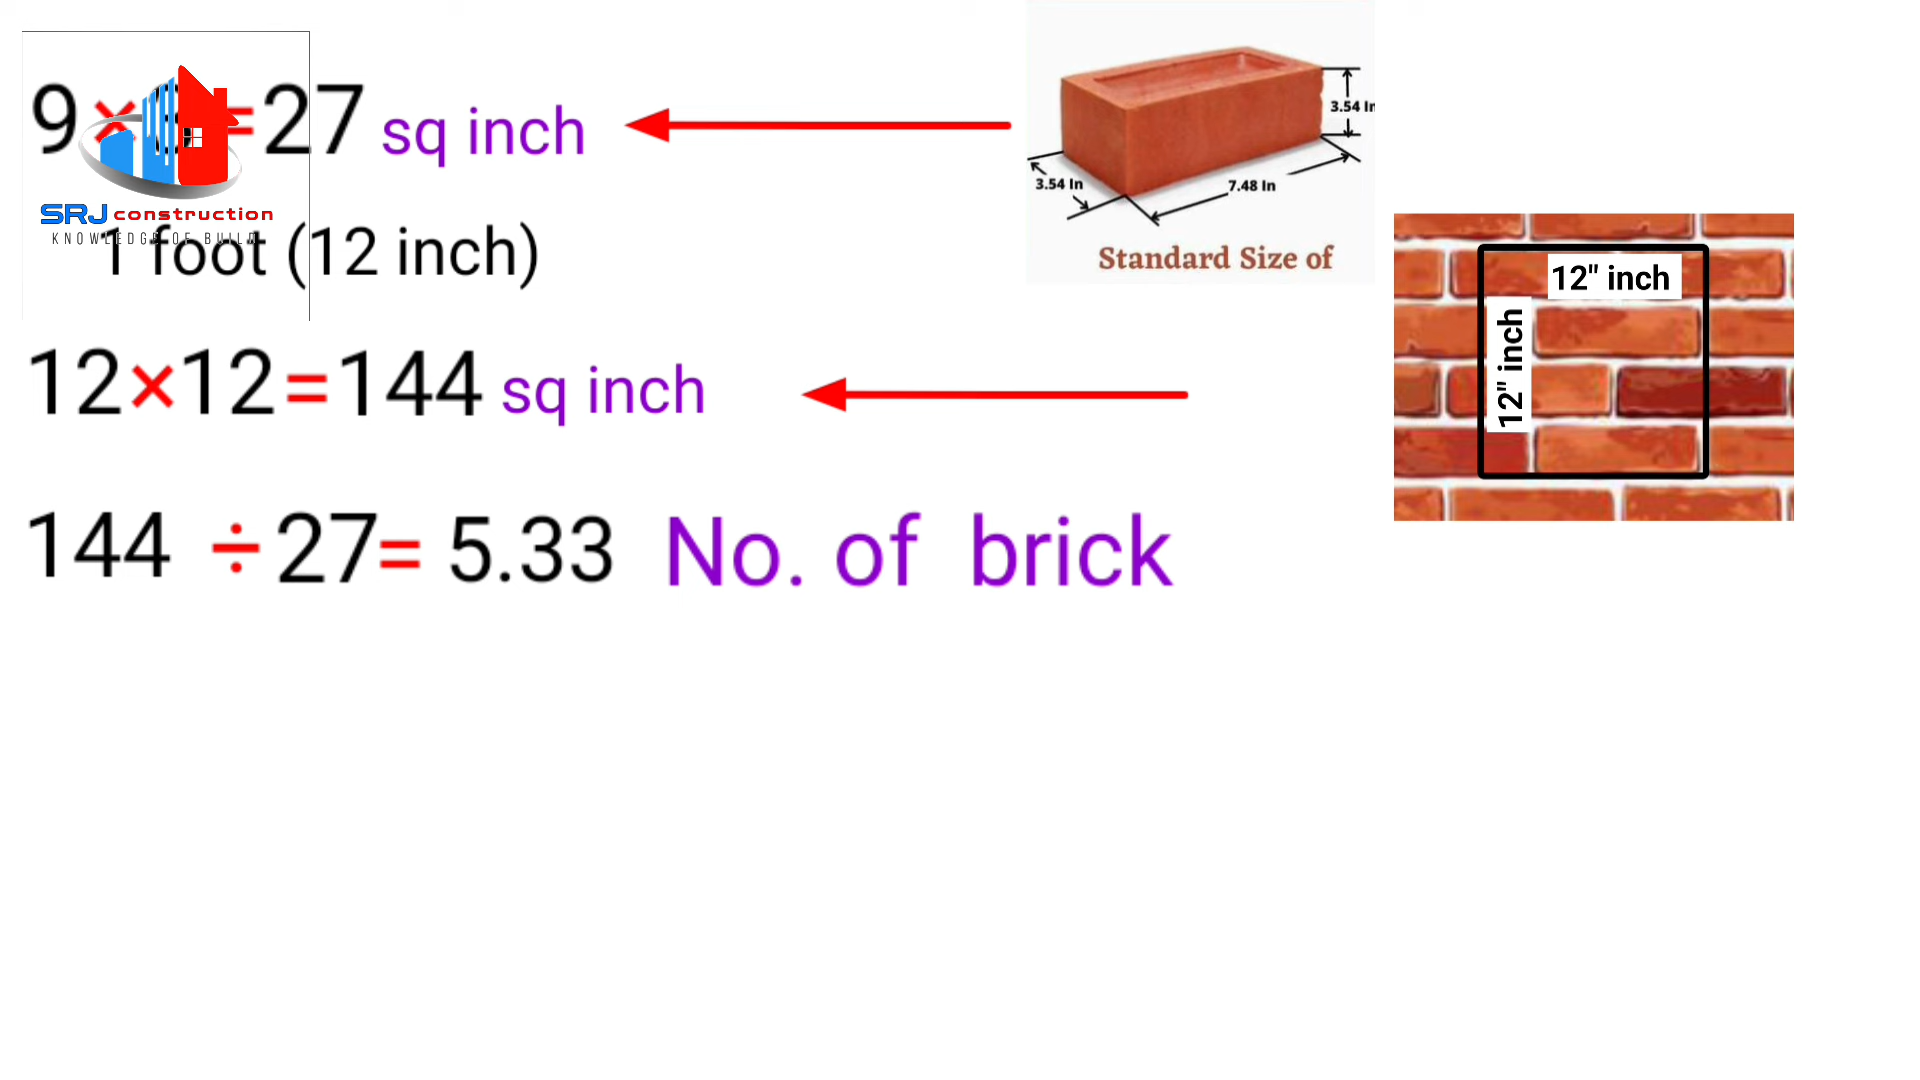 9×3=27 sq inch
SRJ construction
KNOWLEDGE OF BUILD
1 foot (12 inch)
12×12=144 sq inch
144 ÷27= 5.33 No. of brick
3.54 In
3.54 In
7.48 In
Standard Size of
12" inch
12" inch